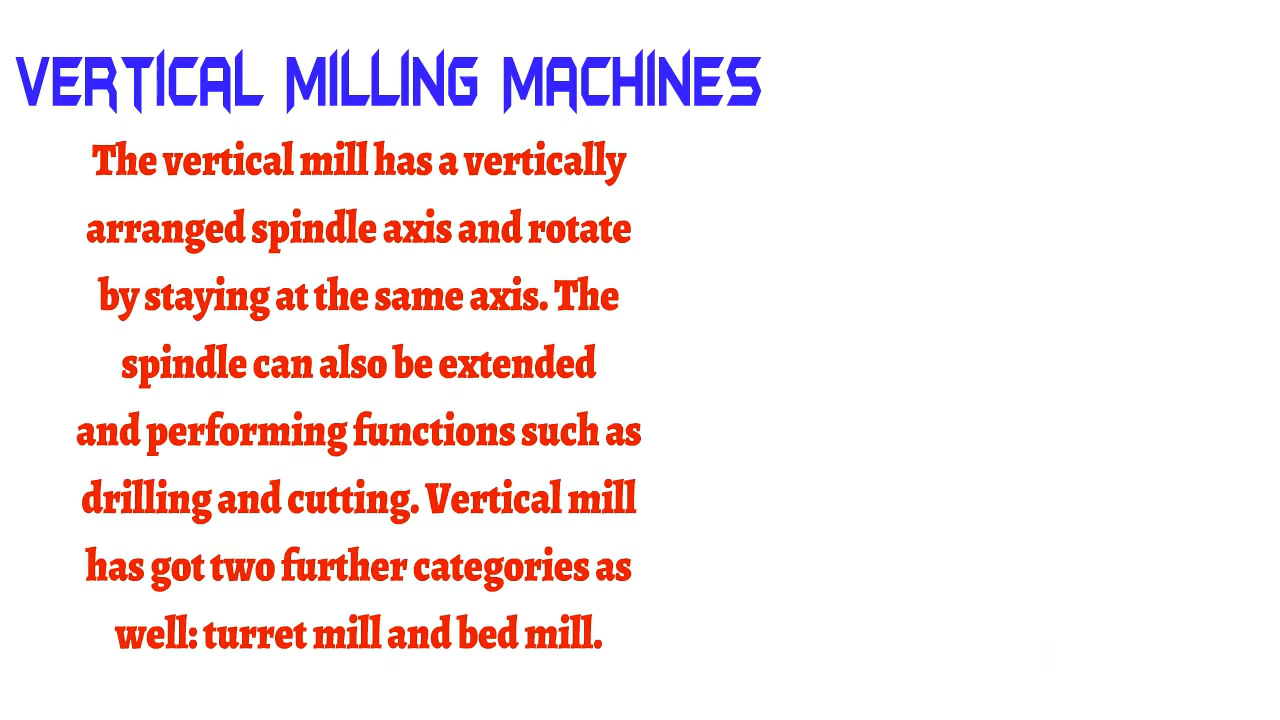 VERTICAL MILLING MACHINES
The vertical mill has a vertically
arranged spindle axis and rotate
by staying at the same axis. The
spindle can also be extended
and performing functions such as
drilling and cutting. Vertical mill
has got two further categories as
well: turret mill and bed mill.